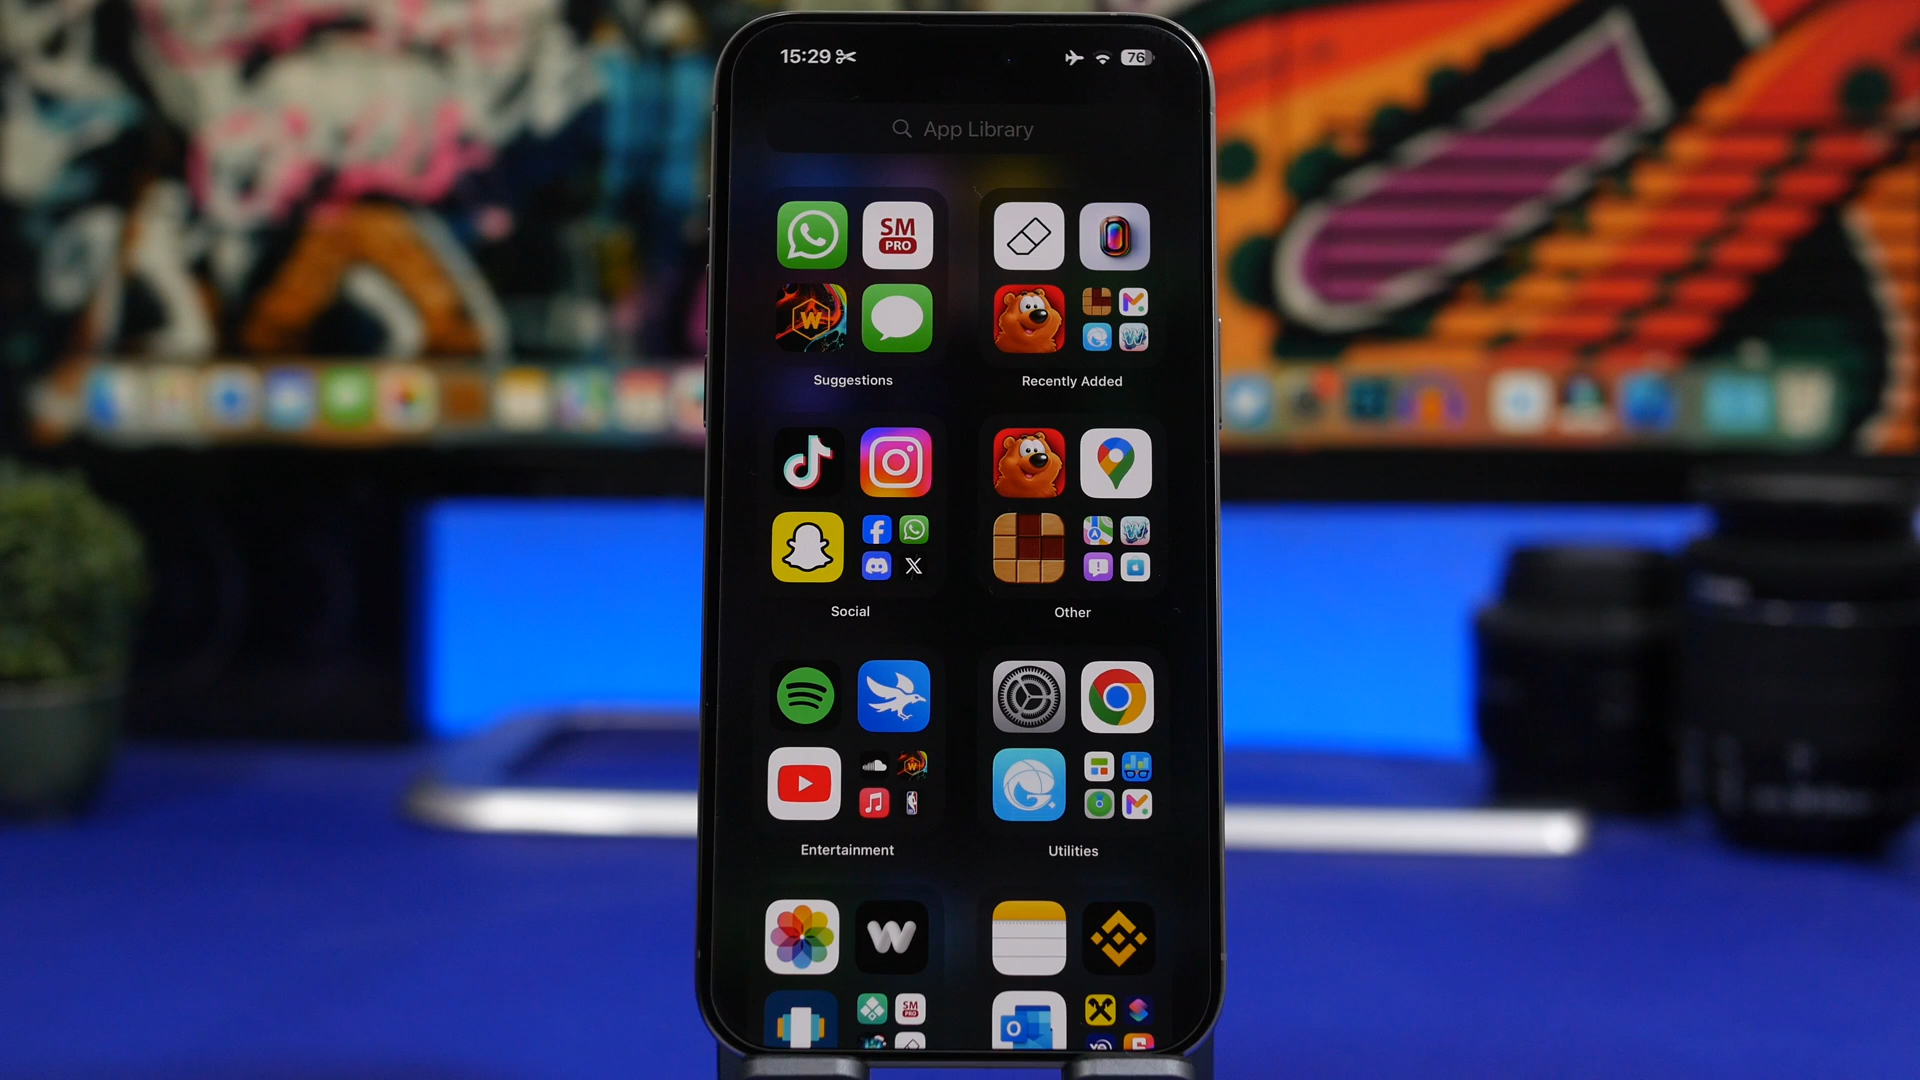 15:29
76
App Library
SM
PRO
W
Suggestions
Recently Added
Social
Other
Entertainment
Utilities
W
SM
PRO
O